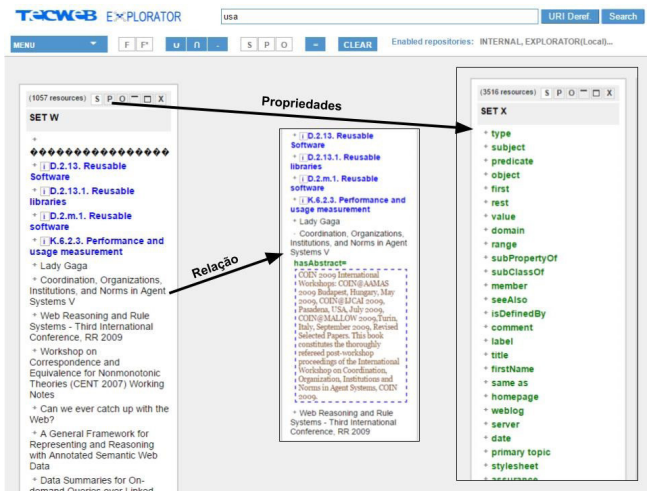 TECWEB EXPLORATOR
usa
URI Deref. Search
MENU
F F* U ∩ - S P O = CLEAR
Enabled repositories: INTERNAL, EXPLORATOR(Local)...
(1057 resources) S P O X
SET W
+
������������������
+ i D.2.13. Reusable
Software
+ i D.2.13.1. Reusable
libraries
+ i D.2.m.1. Reusable
software
+ i K.6.2.3. Performance and
usage measurement
+ Lady Gaga
+ Coordination, Organizations,
Institutions, and Norms in Agent
Systems V
+ Web Reasoning and Rule
Systems - Third International
Conference, RR 2009
+ Workshop on
Correspondence and
Equivalence for Nonmonotonic
Theories (CENT 2007) Working
Notes
+ Can we ever catch up with the
Web?
+ A General Framework for
Representing and Reasoning
with Annotated Semantic Web
Data
+ Data Summaries for On-
demand Queries over Linked
Propriedades
Relação
+ i D.2.13. Reusable
Software
+ i D.2.13.1. Reusable
libraries
+ i D.2.m.1. Reusable
software
+ i K.6.2.3. Performance and
usage measurement
+ Lady Gaga
- Coordination, Organizations,
Institutions, and Norms in Agent
Systems V
hasAbstract=
COIN 2009 International
Workshops: COIN@AAMAS
2009 Budapest, Hungary, May
2009, COIN@IJCAI 2009,
Pasadena, USA, July 2009,
COIN@MALLOW 2009,Turin,
Italy, September 2009, Revised
Selected Papers. This book
constitutes the thoroughly
refereed post-workshop
proceedings of the International
Workshop on Coordination,
Organization, Institutions and
Norms in Agent Systems, COIN
2009.
+ Web Reasoning and Rule
Systems - Third International
Conference, RR 2009
(3516 resources) S P O X
SET X
+ type
+ subject
+ predicate
+ object
+ first
+ rest
+ value
+ domain
+ range
+ subPropertyOf
+ subClassOf
+ member
+ seeAlso
+ isDefinedBy
+ comment
+ label
+ title
+ firstName
+ same as
+ homepage
+ weblog
+ server
+ date
+ primary topic
+ stylesheet
+ assurance